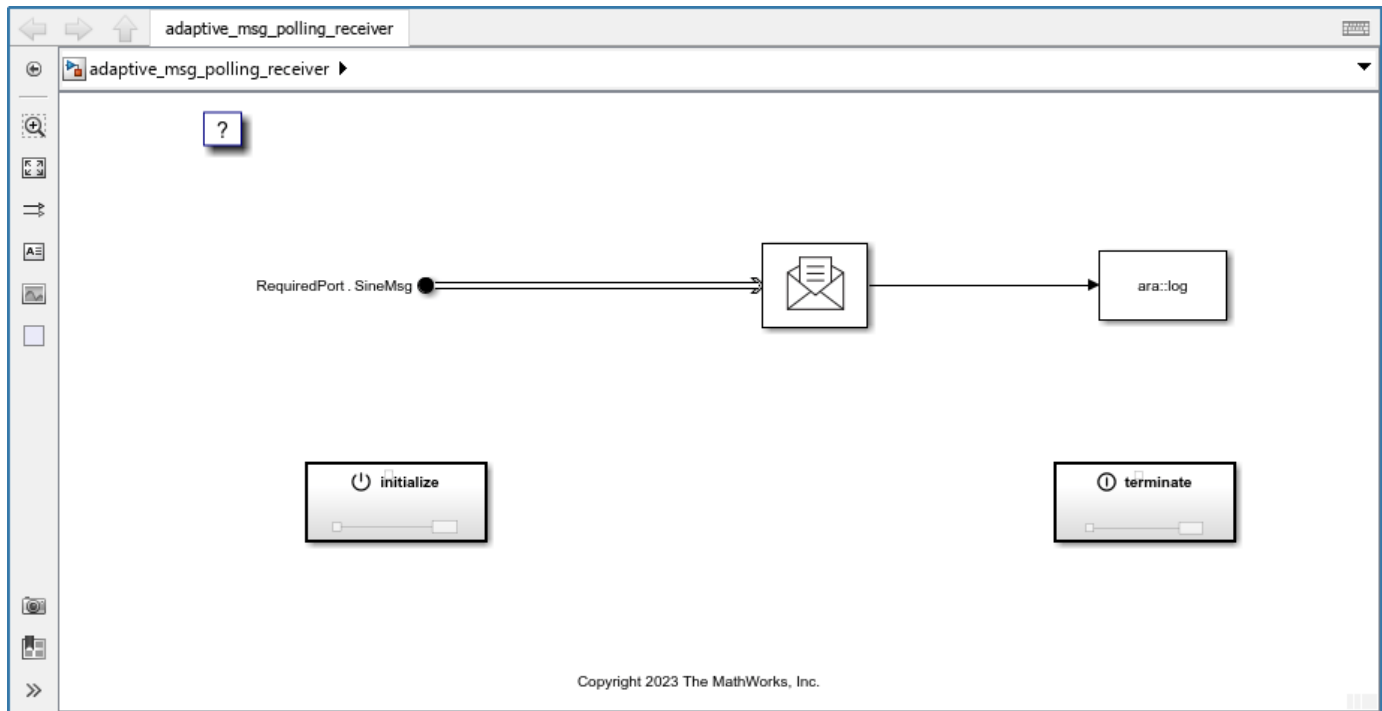 adaptive_msg_polling_receiver
adaptive_msg_polling_receiver
?
RequiredPort . SineMsg
ara::log
initialize
terminate
Copyright 2023 The MathWorks, Inc.